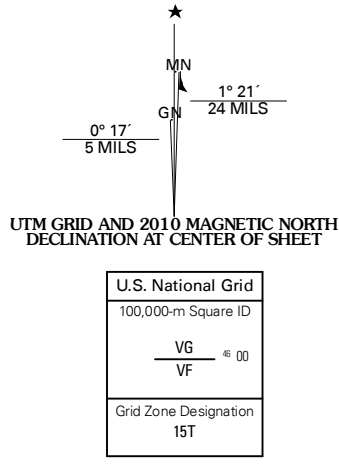 ★
MN
1° 21´
24 MILS
GN
0° 17´
5 MILS
UTM GRID AND 2010 MAGNETIC NORTH
DECLINATION AT CENTER OF SHEET
U.S. National Grid
100,000-m Square ID
VG
46 00
VF
Grid Zone Designation
15T